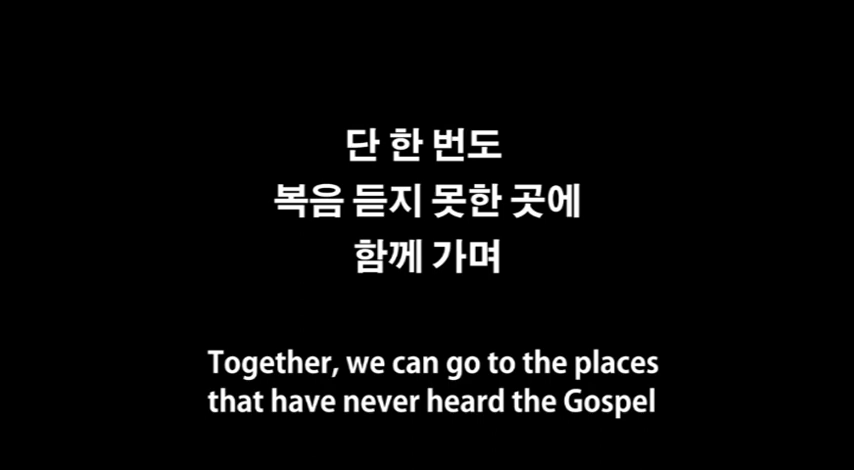 단 한 번도
복음 듣지 못한 곳에
함께 가며
Together, we can go to the places
that have never heard the Gospel